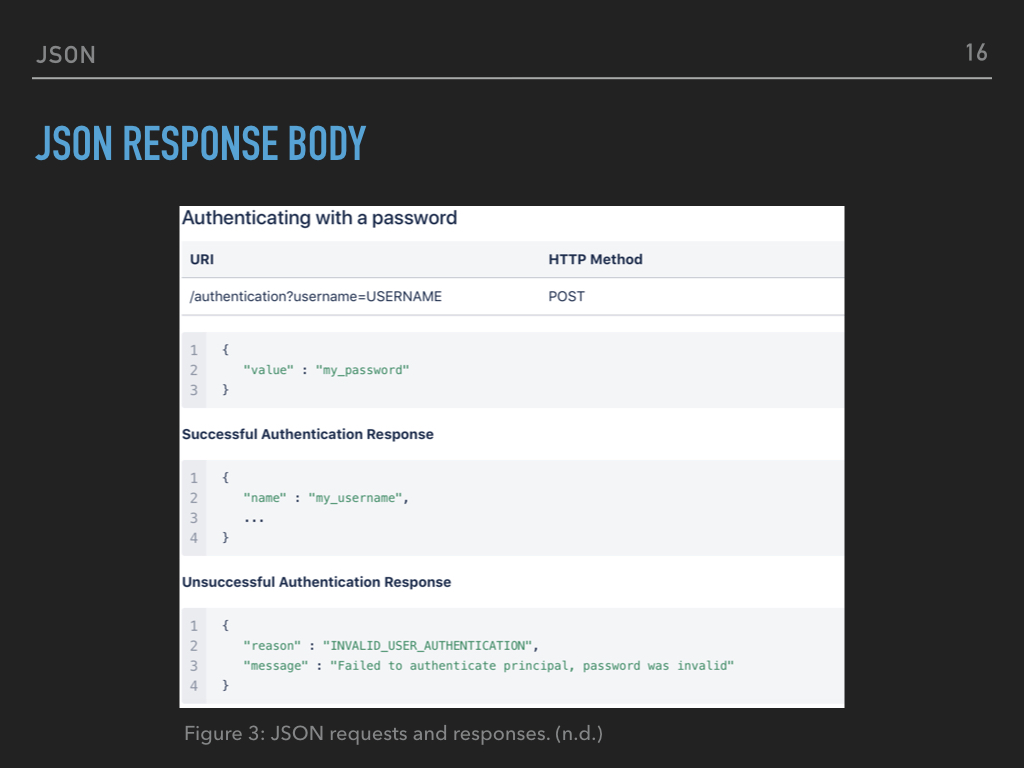 JSON
16
JSON RESPONSE BODY
Authenticating with a password
URI HTTP Method
/authentication?username=USERNAME POST
1 {
2 "value" : "my_password"
3 }
Successful Authentication Response
1 {
2 "name" : "my_username",
3 ...
4 }
Unsuccessful Authentication Response
1 {
2 "reason" : "INVALID_USER_AUTHENTICATION",
3 "message" : "Failed to authenticate principal, password was invalid"
4 }
Figure 3: JSON requests and responses. (n.d.)